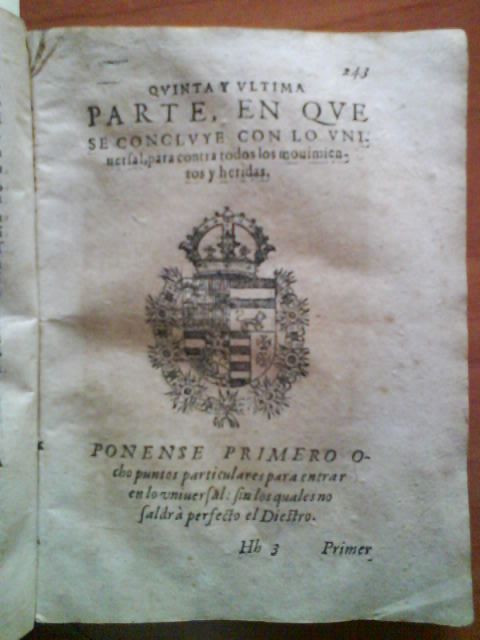 243
QVINTA Y VLTIMA
PARTE, EN QVE
SE CONCLVYE CON LO VNI-
uersal, para contra todos los mouimien-
tos y heridas.
PONENSE PRIMERO O-
cho puntos particulares para entrar
en lo vniuersal: sin los quales no
saldrà perfecto el Diestro.
Hh 3 Primer